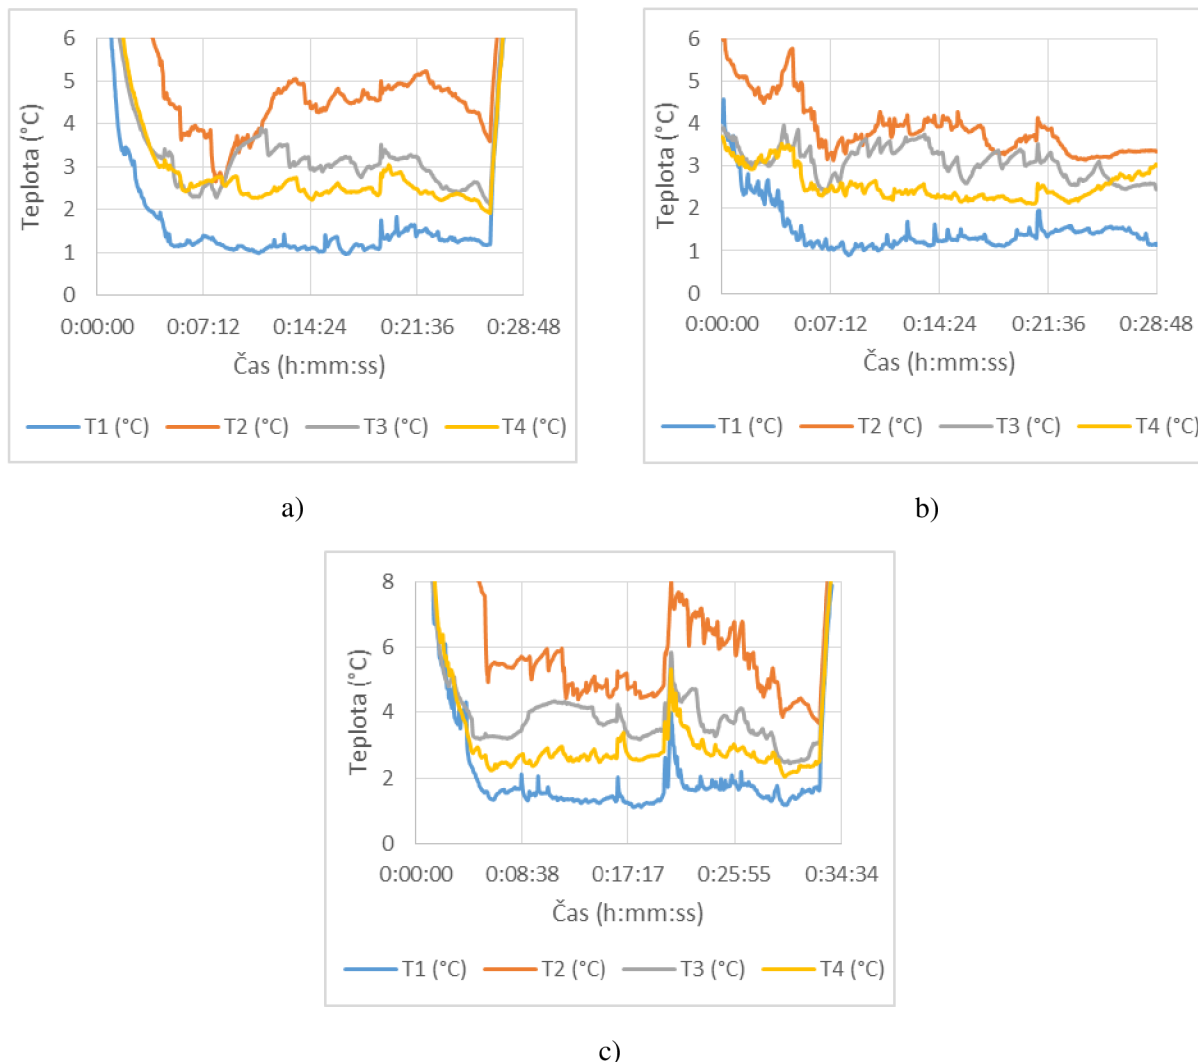 6
5
4
3
2
1
0
Teplota (°C)
0:00:00 0:07:12 0:14:24 0:21:36 0:28:48
Čas (h:mm:ss)
T1 (°C) T2 (°C) T3 (°C) T4 (°C)
a)
6
5
4
3
2
1
0
Teplota (°C)
0:00:00 0:07:12 0:14:24 0:21:36 0:28:48
Čas (h:mm:ss)
T1 (°C) T2 (°C) T3 (°C) T4 (°C)
b)
8
6
4
2
0
Teplota (°C)
0:00:00 0:08:38 0:17:17 0:25:55 0:34:34
Čas (h:mm:ss)
T1 (°C) T2 (°C) T3 (°C) T4 (°C)
c)